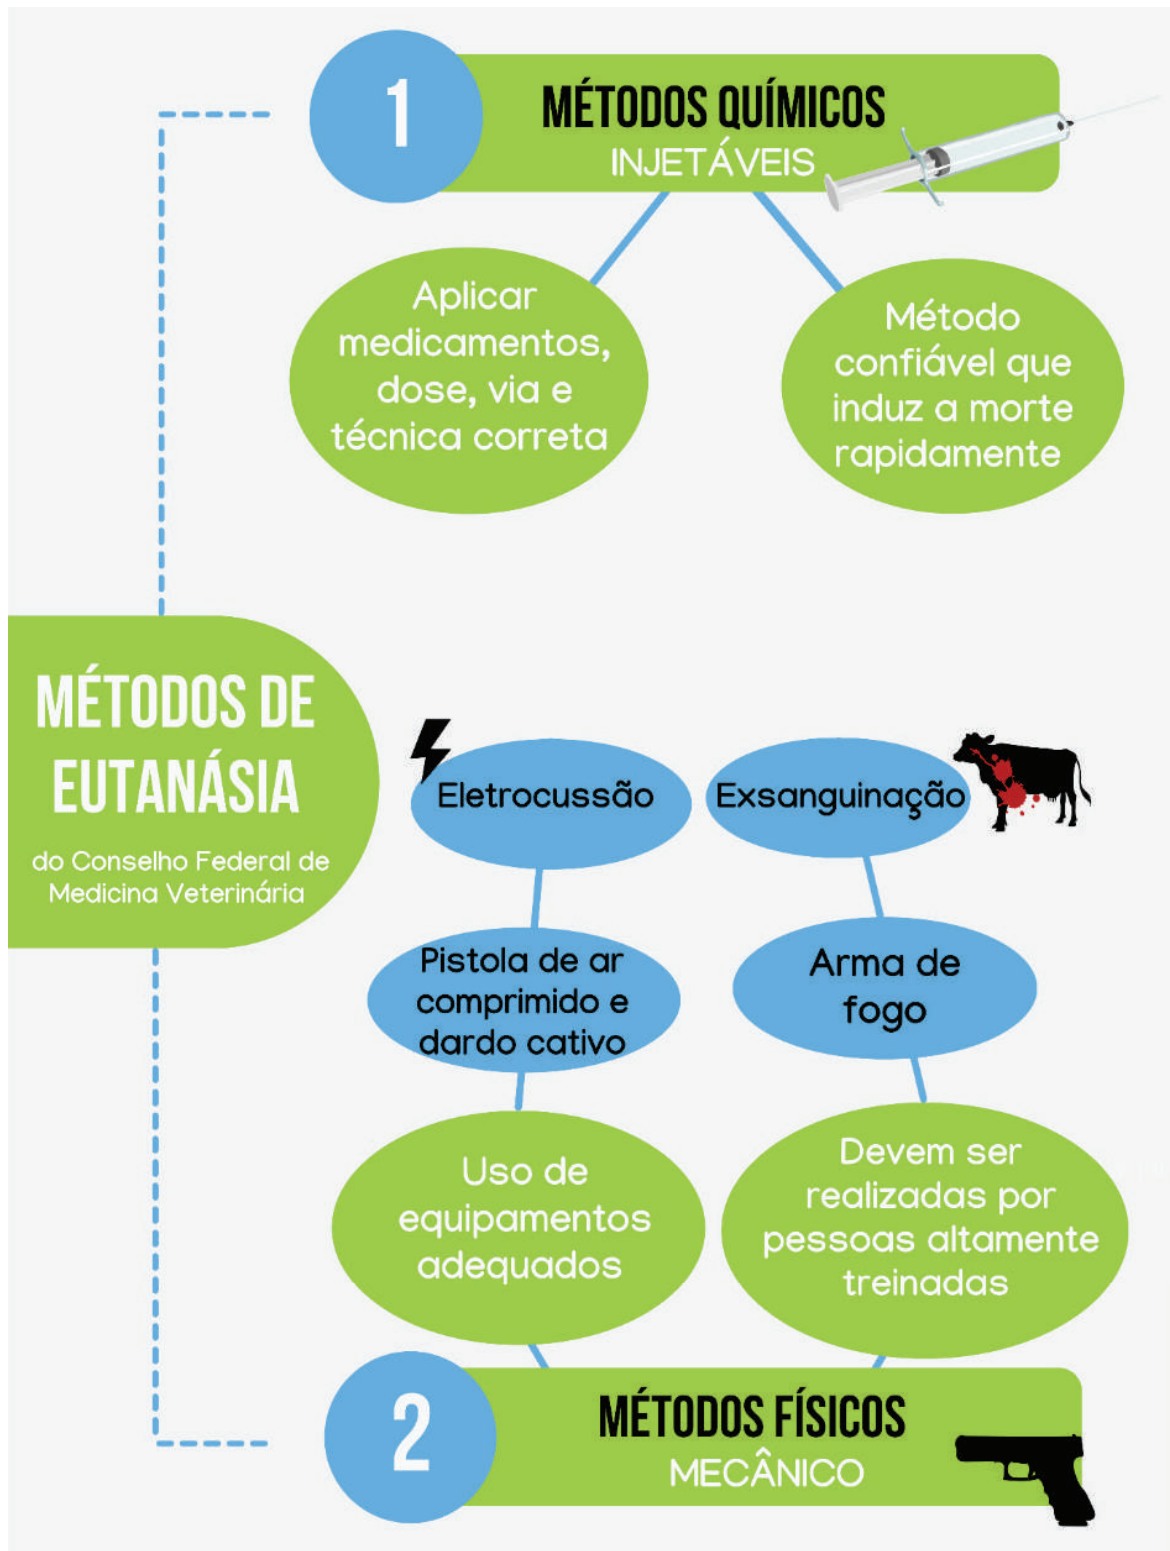 1
MÉTODOS QUÍMICOS
INJETÁVEIS
Aplicar
medicamentos,
dose, via e
técnica correta
Método
confiável que
induz a morte
rapidamente
MÉTODOS DE
EUTANÁSIA
do Conselho Federal de
Medicina Veterinária
Eletrocussão
Exsanguinação
Pistola de ar
comprimido e
dardo cativo
Arma de
fogo
Uso de
equipamentos
adequados
Devem ser
realizadas por
pessoas altamente
treinadas
2
MÉTODOS FÍSICOS
MECÂNICO